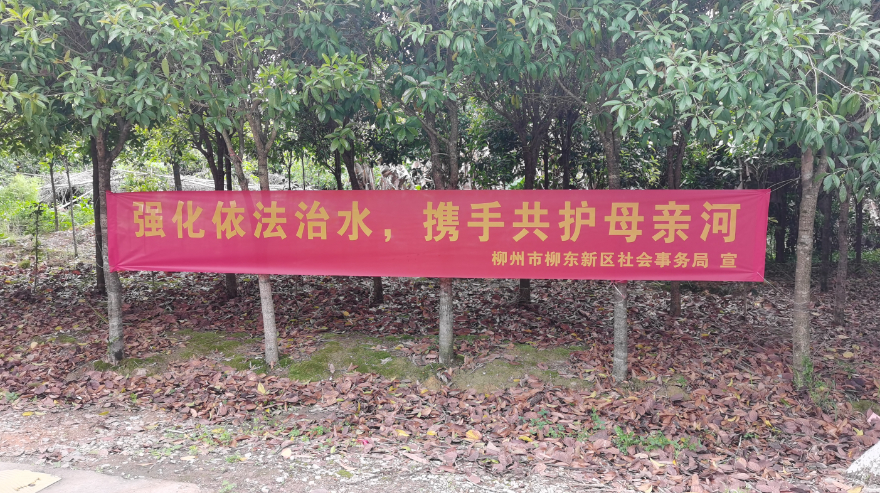 强化依法治水，携手共护母亲河
柳州市柳东新区社会事务局 宣